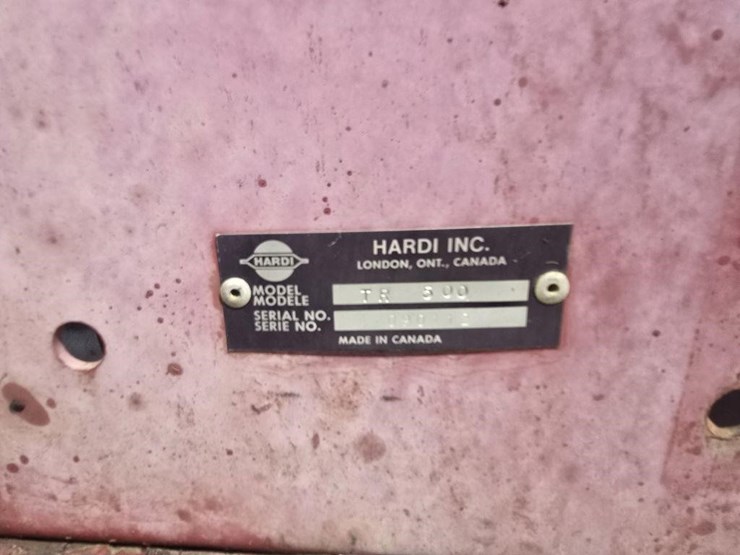 HARDI
HARDI INC.
LONDON, ONT., CANADA
MODEL
MODELE
TR 500
SERIAL NO.
SERIE NO.
MADE IN CANADA